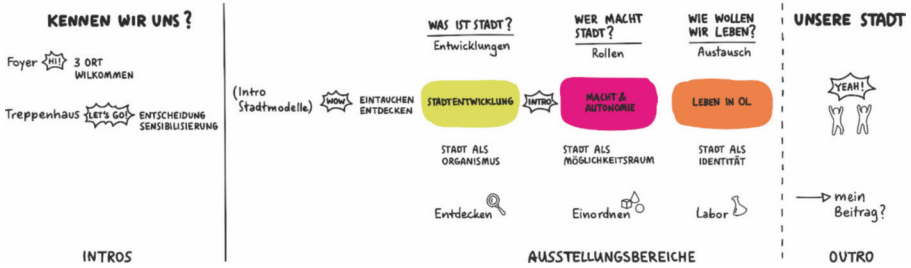 KENNEN WIR UNS?
Foyer HI! 3 ORT
WILKOMMEN
Treppenhaus LET'S GO! ENTSCHEIDUNG
SENSIBILISIERUNG
INTROS
(Intro
Stadtmodelle)
WOW
EINTAUCHEN
ENTDECKEN
WAS IST STADT?
Entwicklungen
STADTENTWICKLUNG
STADT ALS
ORGANISMUS
Entdecken
INTRO
WER MACHT
STADT?
Rollen
MACHT &
AUTONOMIE
STADT ALS
MÖGLICHKEITSRAUM
Einordnen
WIE WOLLEN
WIR LEBEN?
Austausch
LEBEN IN OL
STADT ALS
IDENTITÄT
Labor
AUSSTELLUNGSBEREICHE
UNSERE STADT
YEAH!
mein
Beitrag?
OUTRO